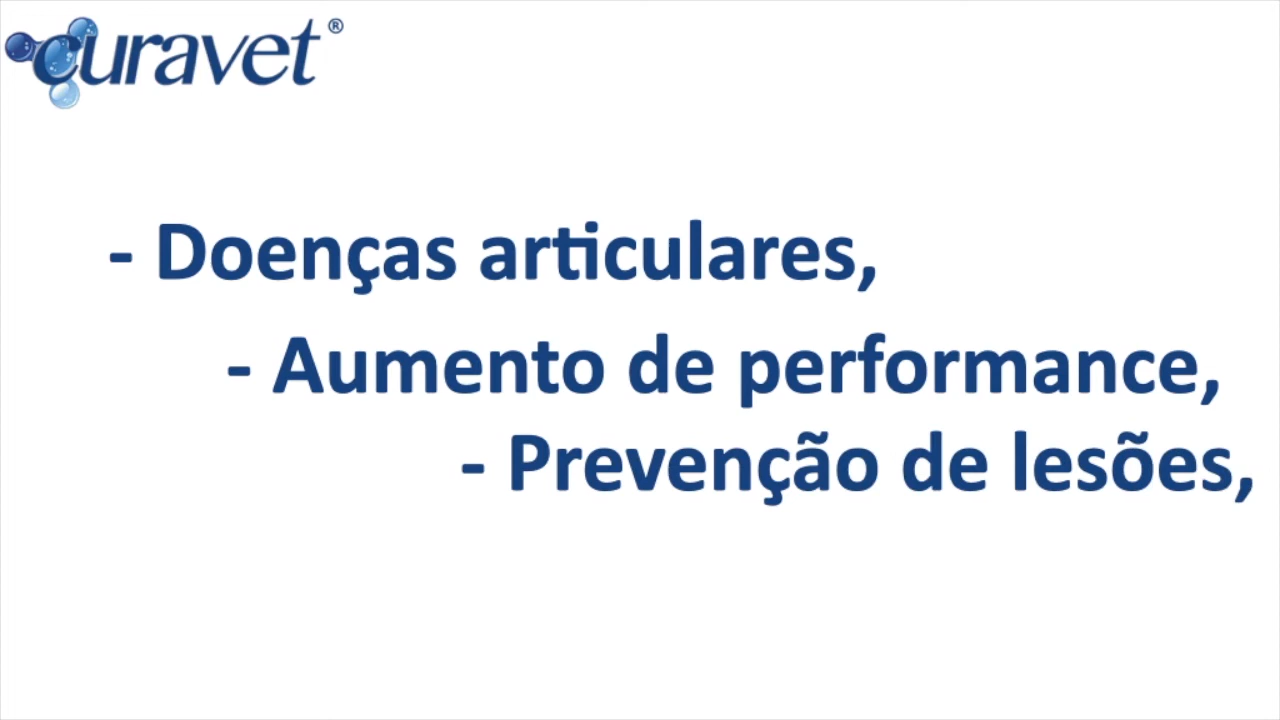 curavet®
- Doenças articulares,
- Aumento de performance,
- Prevenção de lesões,